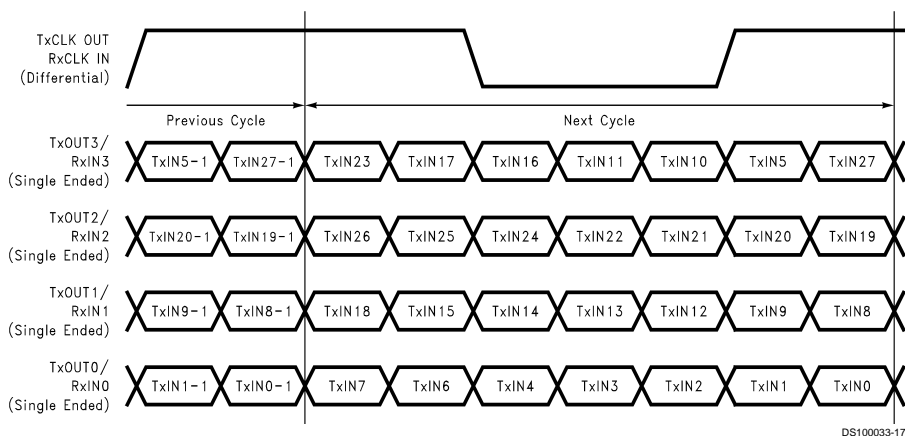 TxCLK OUT
RxCLK IN
(Differential)
Previous Cycle
Next Cycle
TxOUT3/
RxIN3
(Single Ended)
TxIN5-1 TxIN27-1 TxIN23 TxIN17 TxIN16 TxIN11 TxIN10 TxIN5 TxIN27
TxOUT2/
RxIN2
(Single Ended)
TxIN20-1 TxIN19-1 TxIN26 TxIN25 TxIN24 TxIN22 TxIN21 TxIN20 TxIN19
TxOUT1/
RxIN1
(Single Ended)
TxIN9-1 TxIN8-1 TxIN18 TxIN15 TxIN14 TxIN13 TxIN12 TxIN9 TxIN8
TxOUT0/
RxIN0
(Single Ended)
TxIN1-1 TxIN0-1 TxIN7 TxIN6 TxIN4 TxIN3 TxIN2 TxIN1 TxIN0
DS100033-17